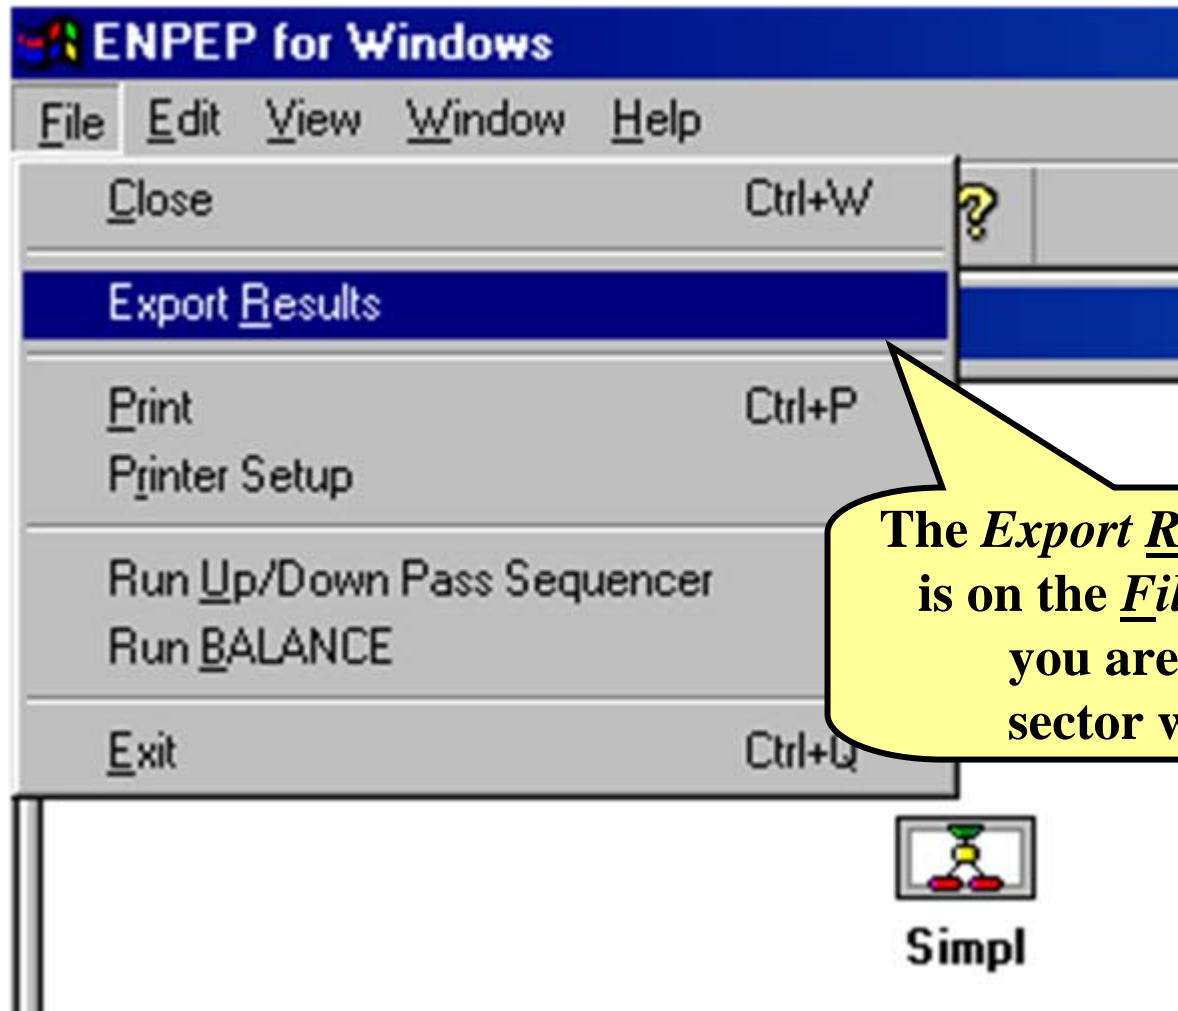 ENPEP for Windows
File Edit View Window Help
Close Ctrl+W
Export Results
Print Ctrl+P
Printer Setup
Run Up/Down Pass Sequencer
Run BALANCE
Exit Ctrl+Q
The Export R
is on the Fil
you are
sector w
Simpl